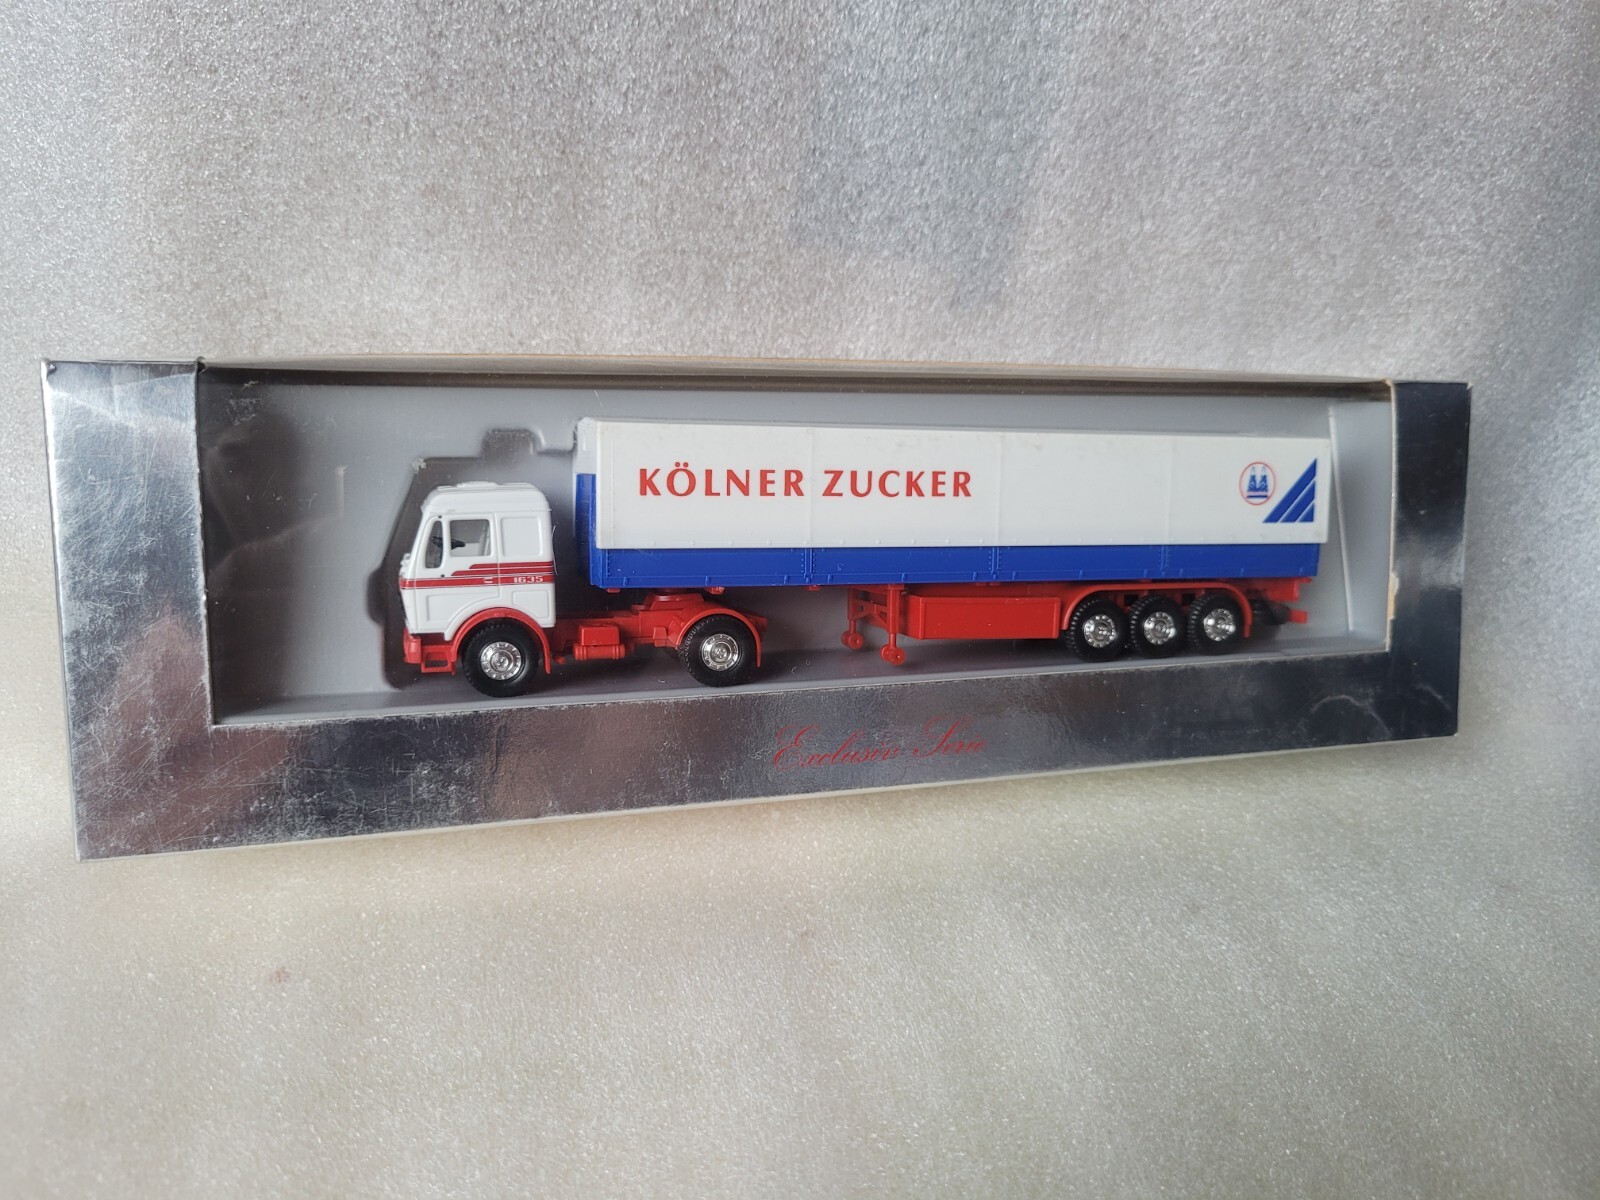 KÖLNER ZUCKER
1635
Exclusiv Serie